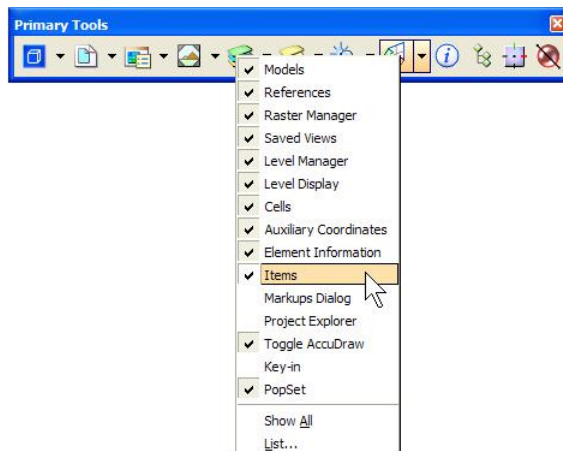 Primary Tools
Models
References
Raster Manager
Saved Views
Level Manager
Level Display
Cells
Auxiliary Coordinates
Element Information
Items
Markups Dialog
Project Explorer
Toggle AccuDraw
Key-in
PopSet
Show All
List...